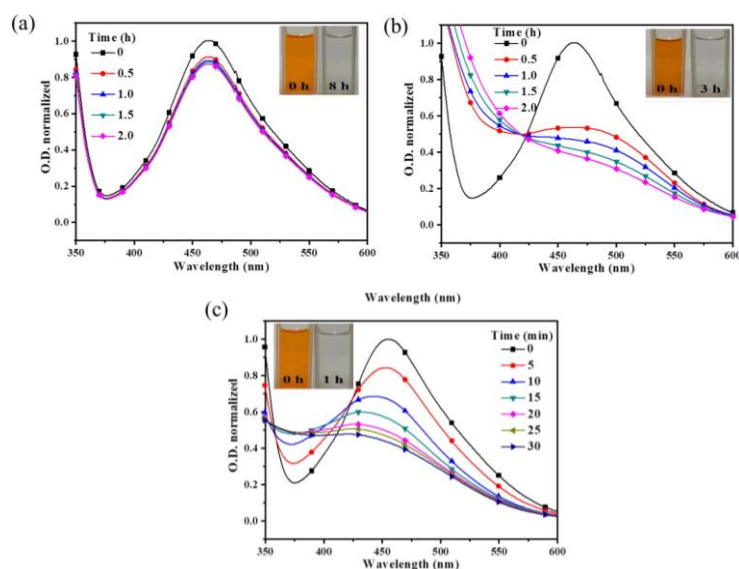 (a)
Time (h)
0
0.5
1.0
1.5
2.0
0 h
8 h
O.D. normalized
1.0
0.8
0.6
0.4
0.2
0.0
350 400 450 500 550 600
Wavelength (nm)
(b)
Time (h)
0
0.5
1.0
1.5
2.0
0 h
3 h
O.D. normalized
1.0
0.8
0.6
0.4
0.2
0.0
350 400 450 500 550 600
Wavelength (nm)
Wavelength (nm)
(c)
0 h
1 h
Time (min)
0
5
10
15
20
25
30
O.D. normalized
1.0
0.8
0.6
0.4
0.2
0.0
350 400 450 500 550 600
Wavelength (nm)